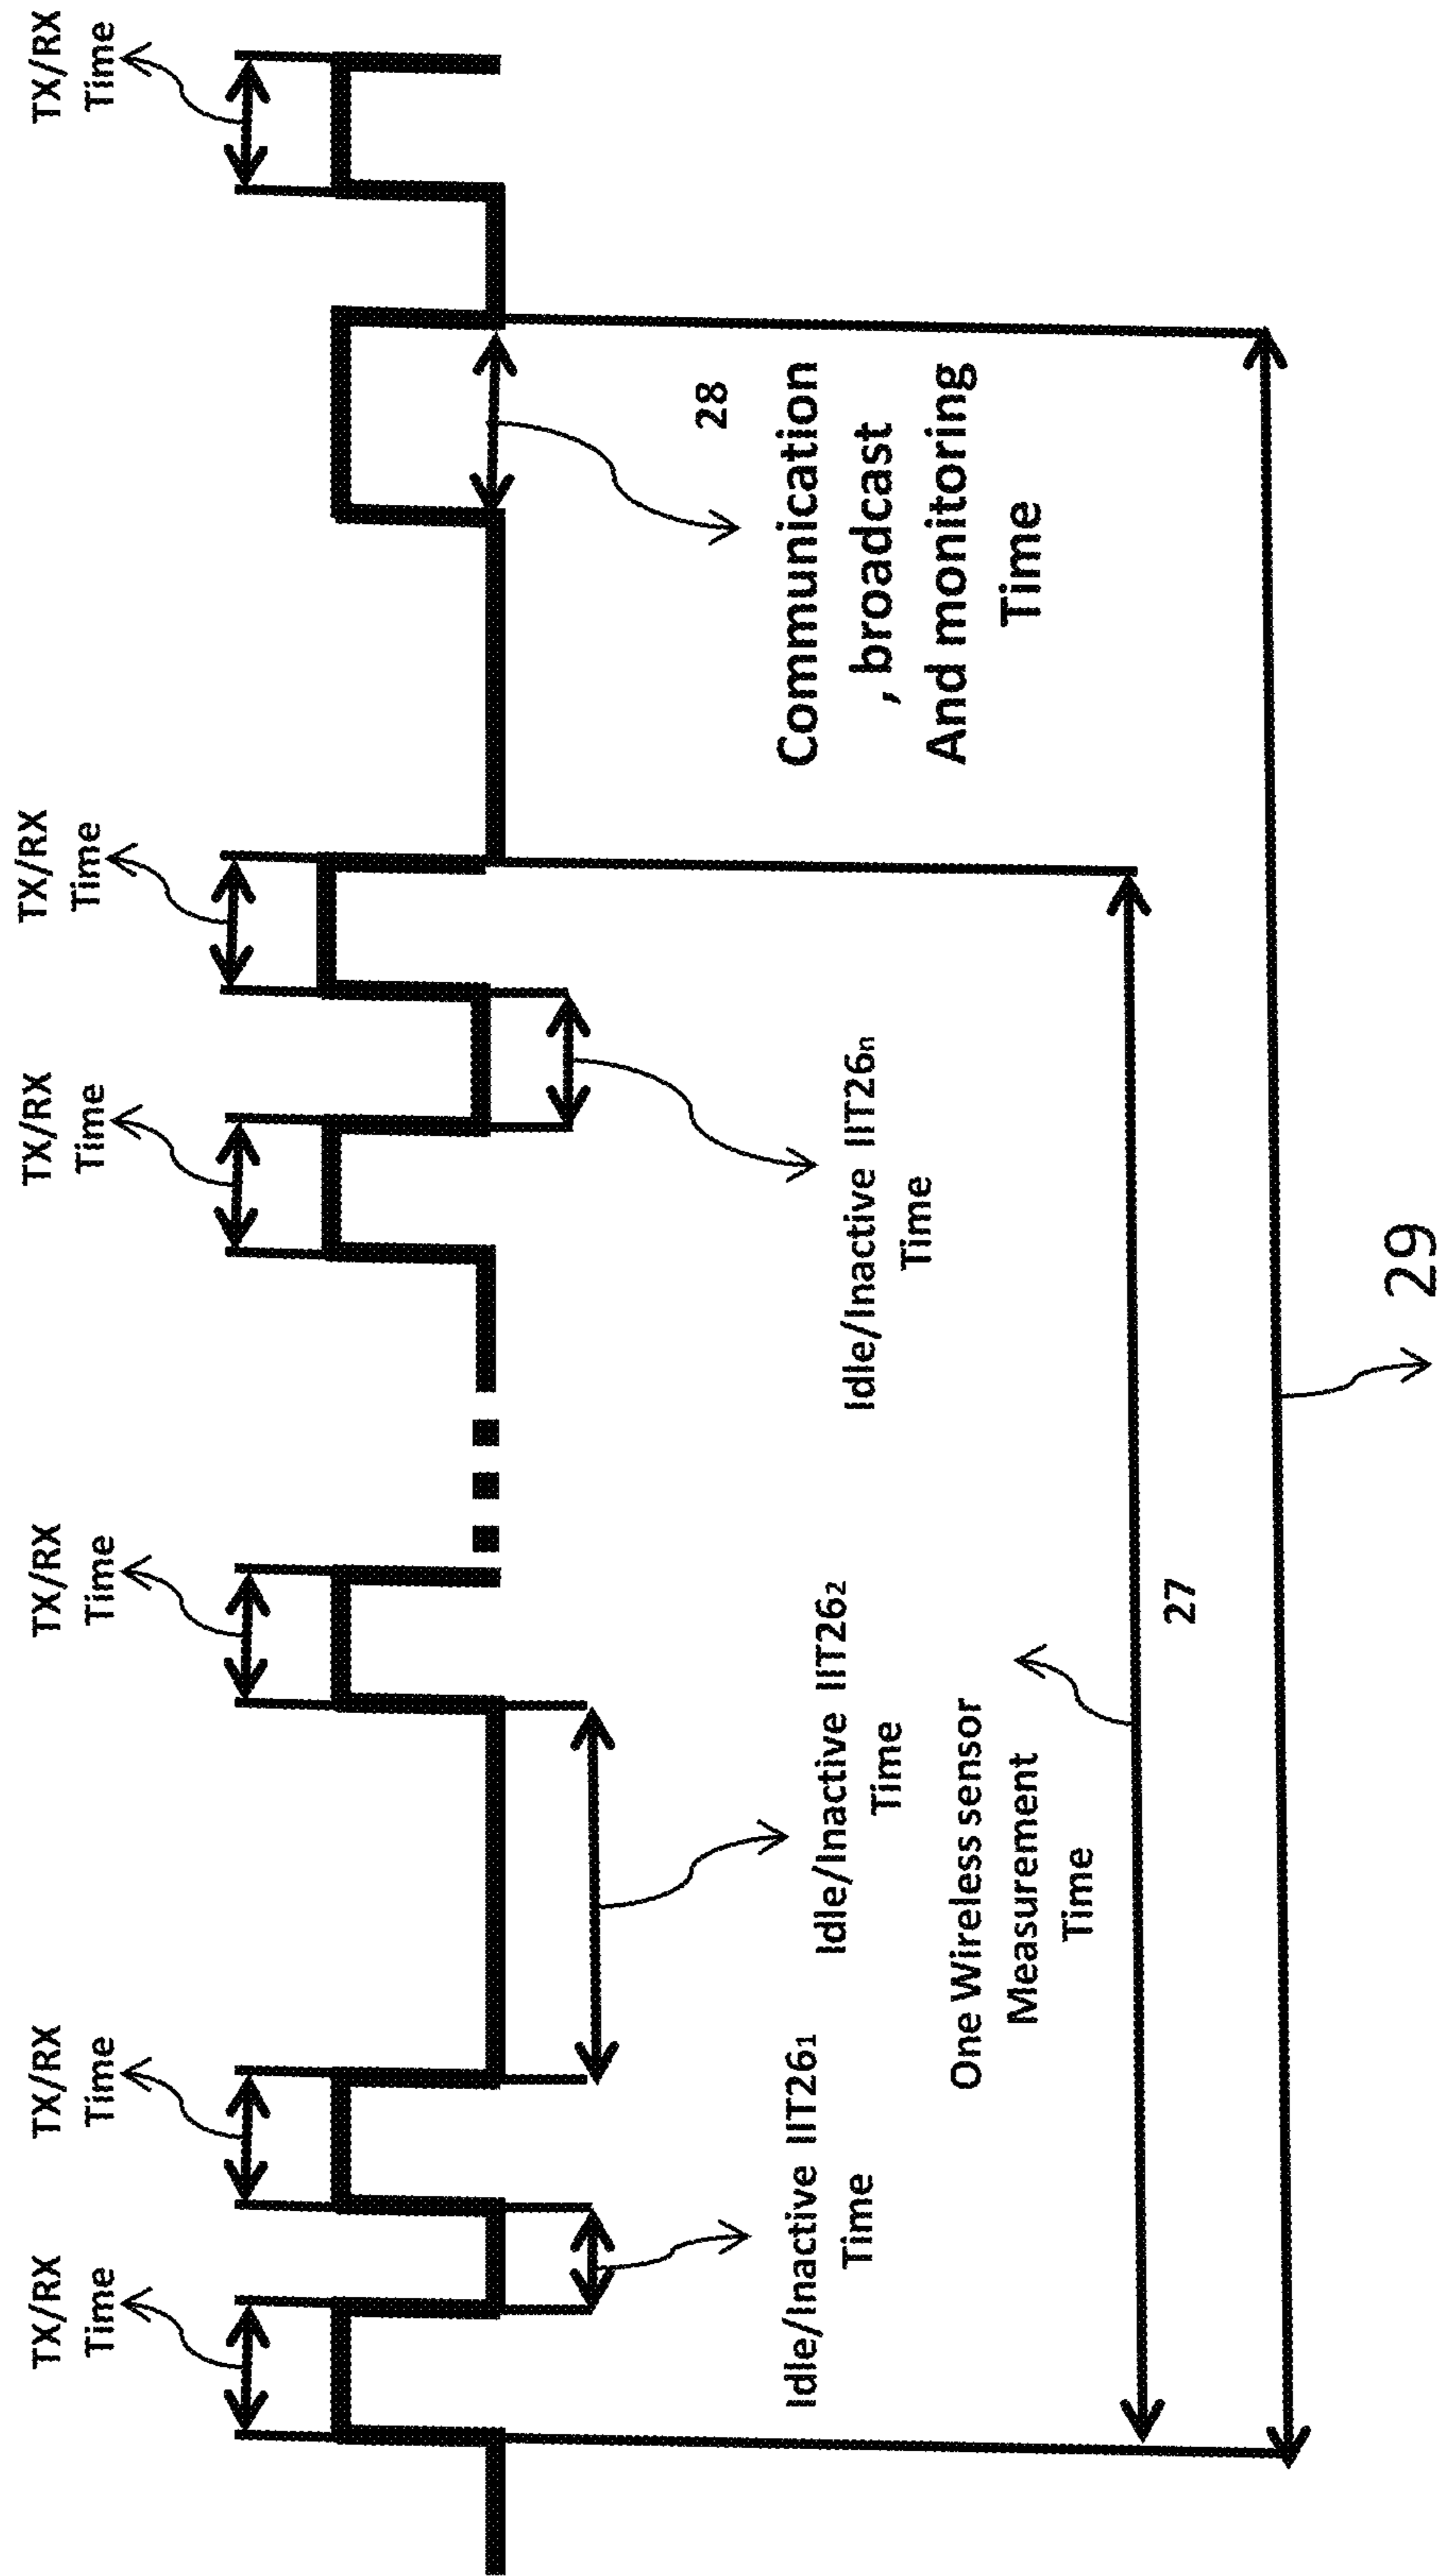 TX/RX
Time
TX/RX
Time
TX/RX
Time
TX/RX
Time
TX/RX
Time
TX/RX
Time
Idle/Inactive IIT26₁
Time
Idle/Inactive IIT26₂
Time
Idle/Inactive IIT26n
Time
28
Communication
, broadcast
And monitoring
Time
One Wireless sensor
Measurement
Time
27
29